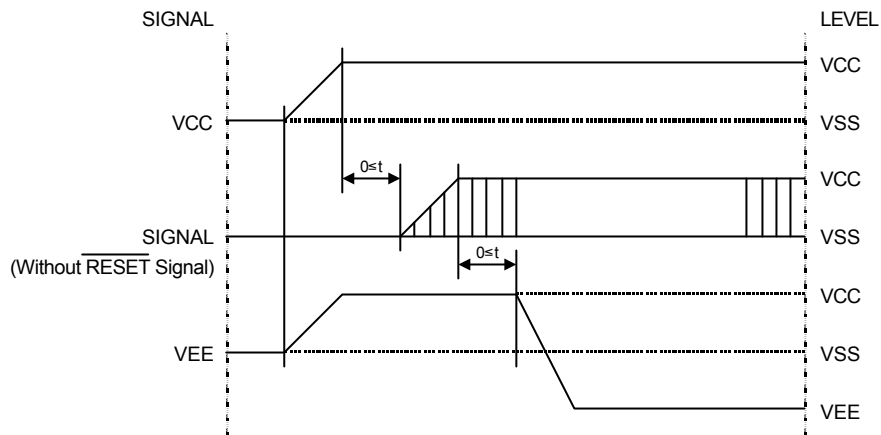 SIGNAL LEVEL
VCC
VCC VSS
0≤t VCC
SIGNAL VSS
(Without RESET Signal) 0≤t
VCC
VEE VSS
VEE